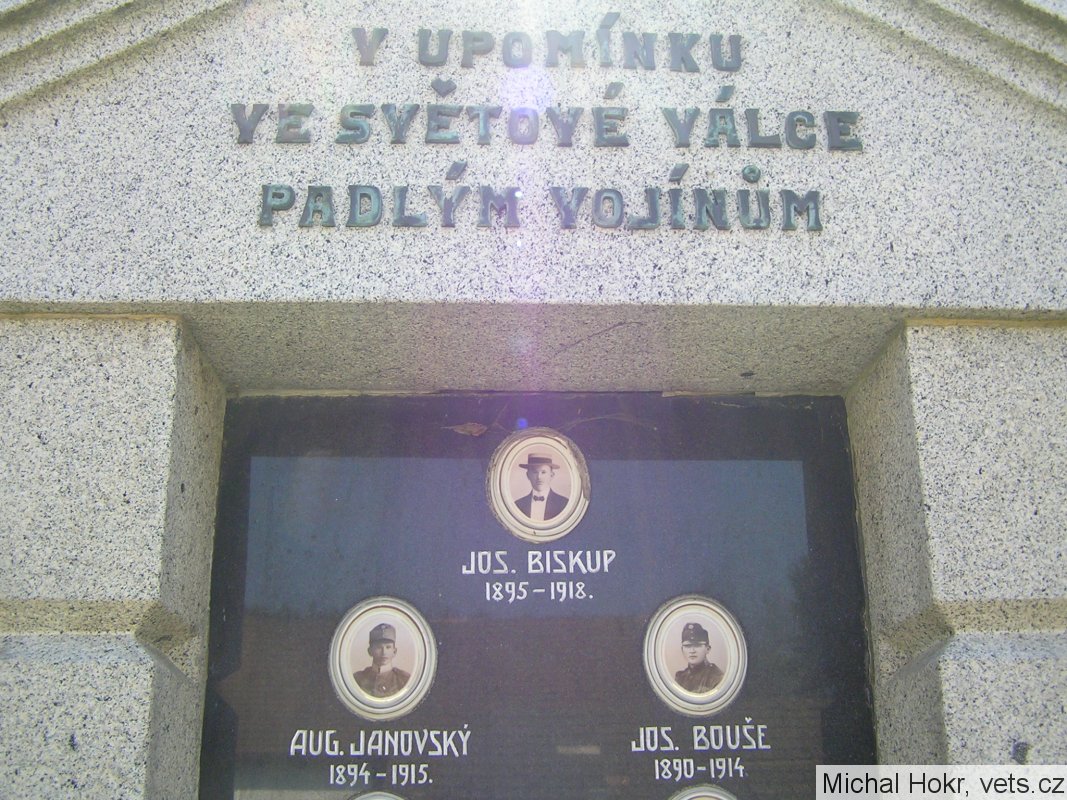 V UPOMÍNKU
VE SVĚTOVÉ VÁLCE
PADLÝM VOJÍNŮM
JOS. BISKUP
1895-1918.
AUG. JANOVSKÝ
1894-1915.
JOS. BOUŠE
1890-1914
Michal Hokr, vets.cz